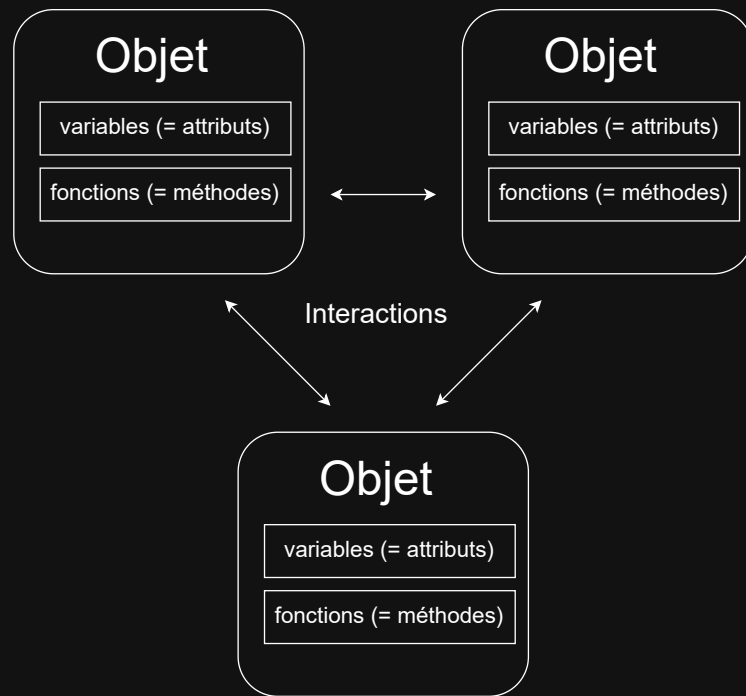 Objet
variables (= attributs)
fonctions (= méthodes)
Objet
variables (= attributs)
fonctions (= méthodes)
Interactions
Objet
variables (= attributs)
fonctions (= méthodes)